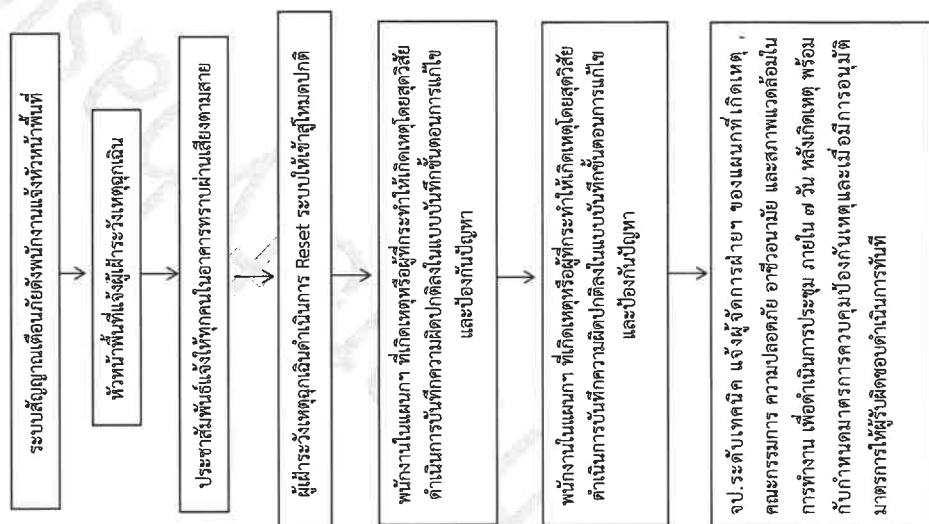 ระบบสัญญาณเตือนภัยดังพนักงานแจ้งหัวหน้าพื้นที่
หัวหน้าพื้นที่แจ้งผู้เฝ้าระวังเหตุฉุกเฉิน
ประชาสัมพันธ์แจ้งให้ทุกคนในอาคารทราบผ่านเสียงตามสาย
ผู้เฝ้าระวังเหตุฉุกเฉินดำเนินการ Reset ระบบให้เข้าสู่โหมดปกติ
พนักงานในแผนกฯ ที่เกิดเหตุหรือผู้ที่กระทำให้เกิดเหตุโดยสุดวิสัย
ดำเนินการบันทึกความผิดปกติลงในแบบบันทึกขั้นตอนการแก้ไข
และป้องกันปัญหา
พนักงานในแผนกฯ ที่เกิดเหตุหรือผู้ที่กระทำให้เกิดเหตุโดยสุดวิสัย
ดำเนินการบันทึกความผิดปกติลงในแบบบันทึกขั้นตอนการแก้ไข
และป้องกันปัญหา
จป.ระดับเทคนิค แจ้งผู้จัดการฝ่ายฯ ของแผนกที่เกิดเหตุ
คณะกรรมการ ความปลอดภัย อาชีวอนามัย และสภาพแวดล้อมใน
การทำงาน เพื่อดำเนินการประชุม ภายใน ๗ วัน หลังเกิดเหตุ พร้อม
กับกำหนดมาตรการควบคุมป้องกันเหตุและเมื่อมีการอนุมัติ
มาตรการให้ผู้รับผิดชอบดำเนินการทันที